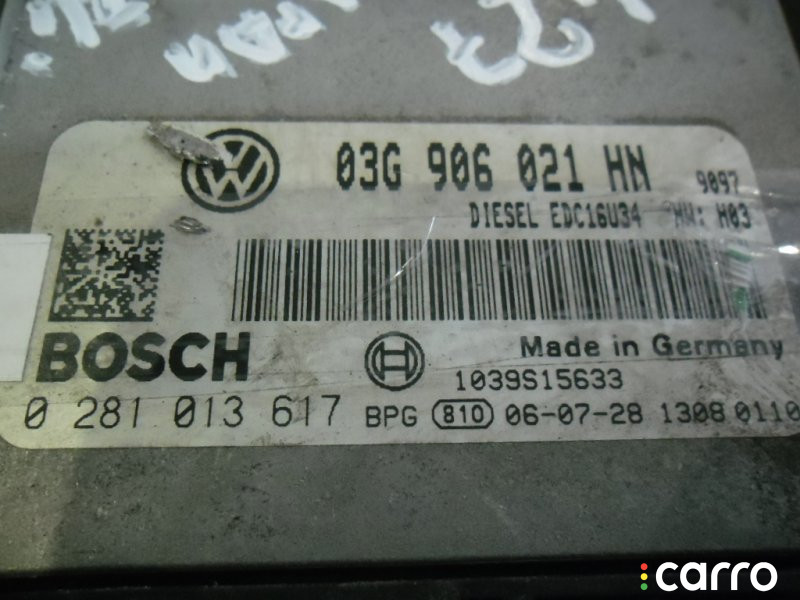 03G 906 021 HN 9097
DIESEL EDC16U34 HW: H03
BOSCH
Made in Germany
1039S15633
0 281 013 617 BPG 810 06-07-28 1308 0110
carro